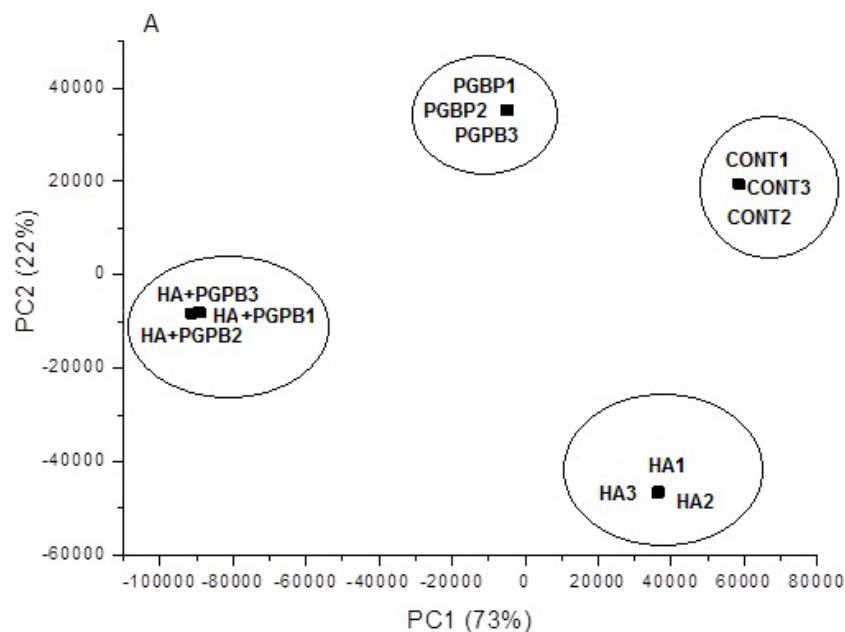 A
40000
20000
0
-20000
-40000
-60000
PC2 (22%)
PGBP1
PGBP2
PGPB3
CONT1
CONT3
CONT2
HA+PGPB3
HA+PGPB1
HA+PGPB2
HA1
HA3
HA2
-100000 -80000 -60000 -40000 -20000 0 20000 40000 60000 80000
PC1 (73%)